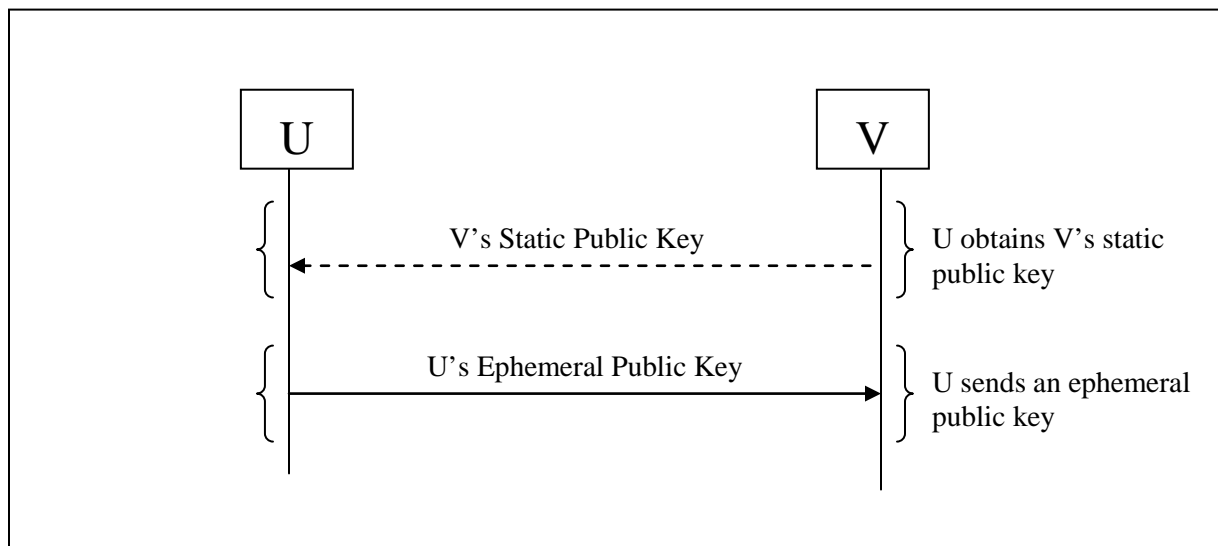 U
V
V’s Static Public Key
U obtains V’s static
public key
U’s Ephemeral Public Key
U sends an ephemeral
public key